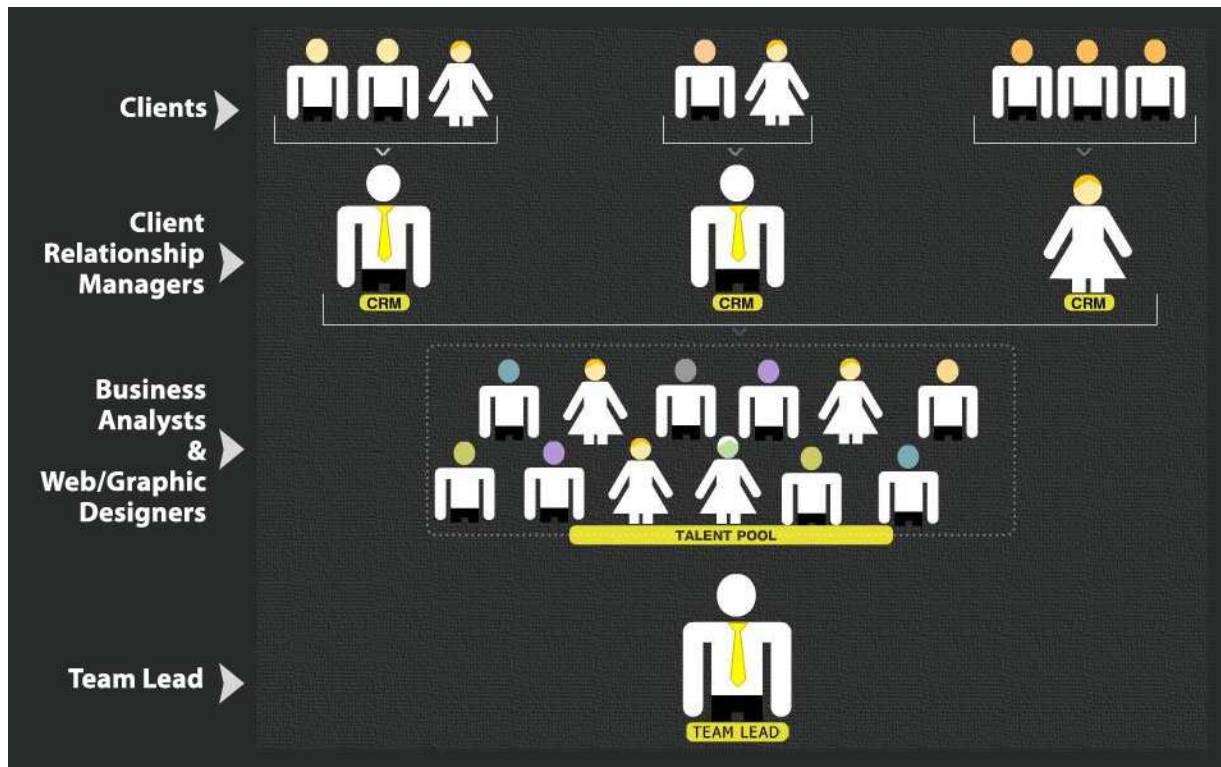 Clients
Client
Relationship
Managers
CRM
CRM
CRM
Business
Analysts
&
Web/Graphic
Designers
TALENT POOL
Team Lead
TEAM LEAD